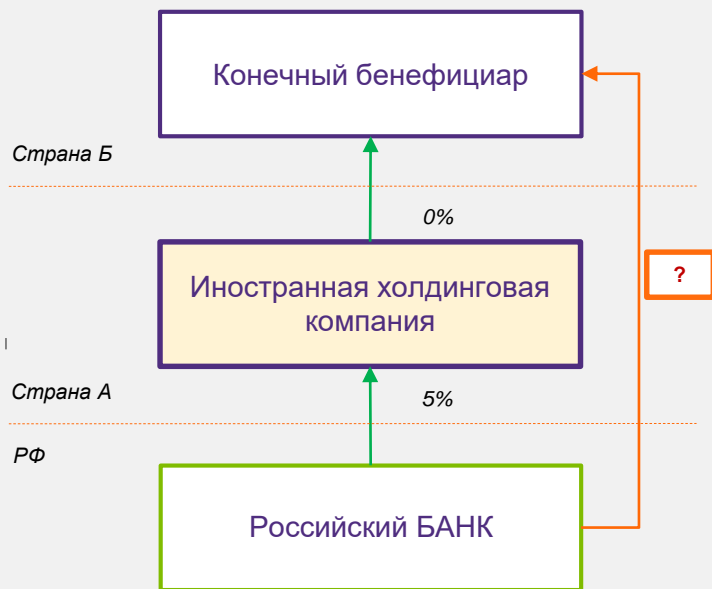 Конечный бенефициар
Страна Б
0%
Иностранная холдинговая
компания
?
Страна А
5%
РФ
Российский БАНК